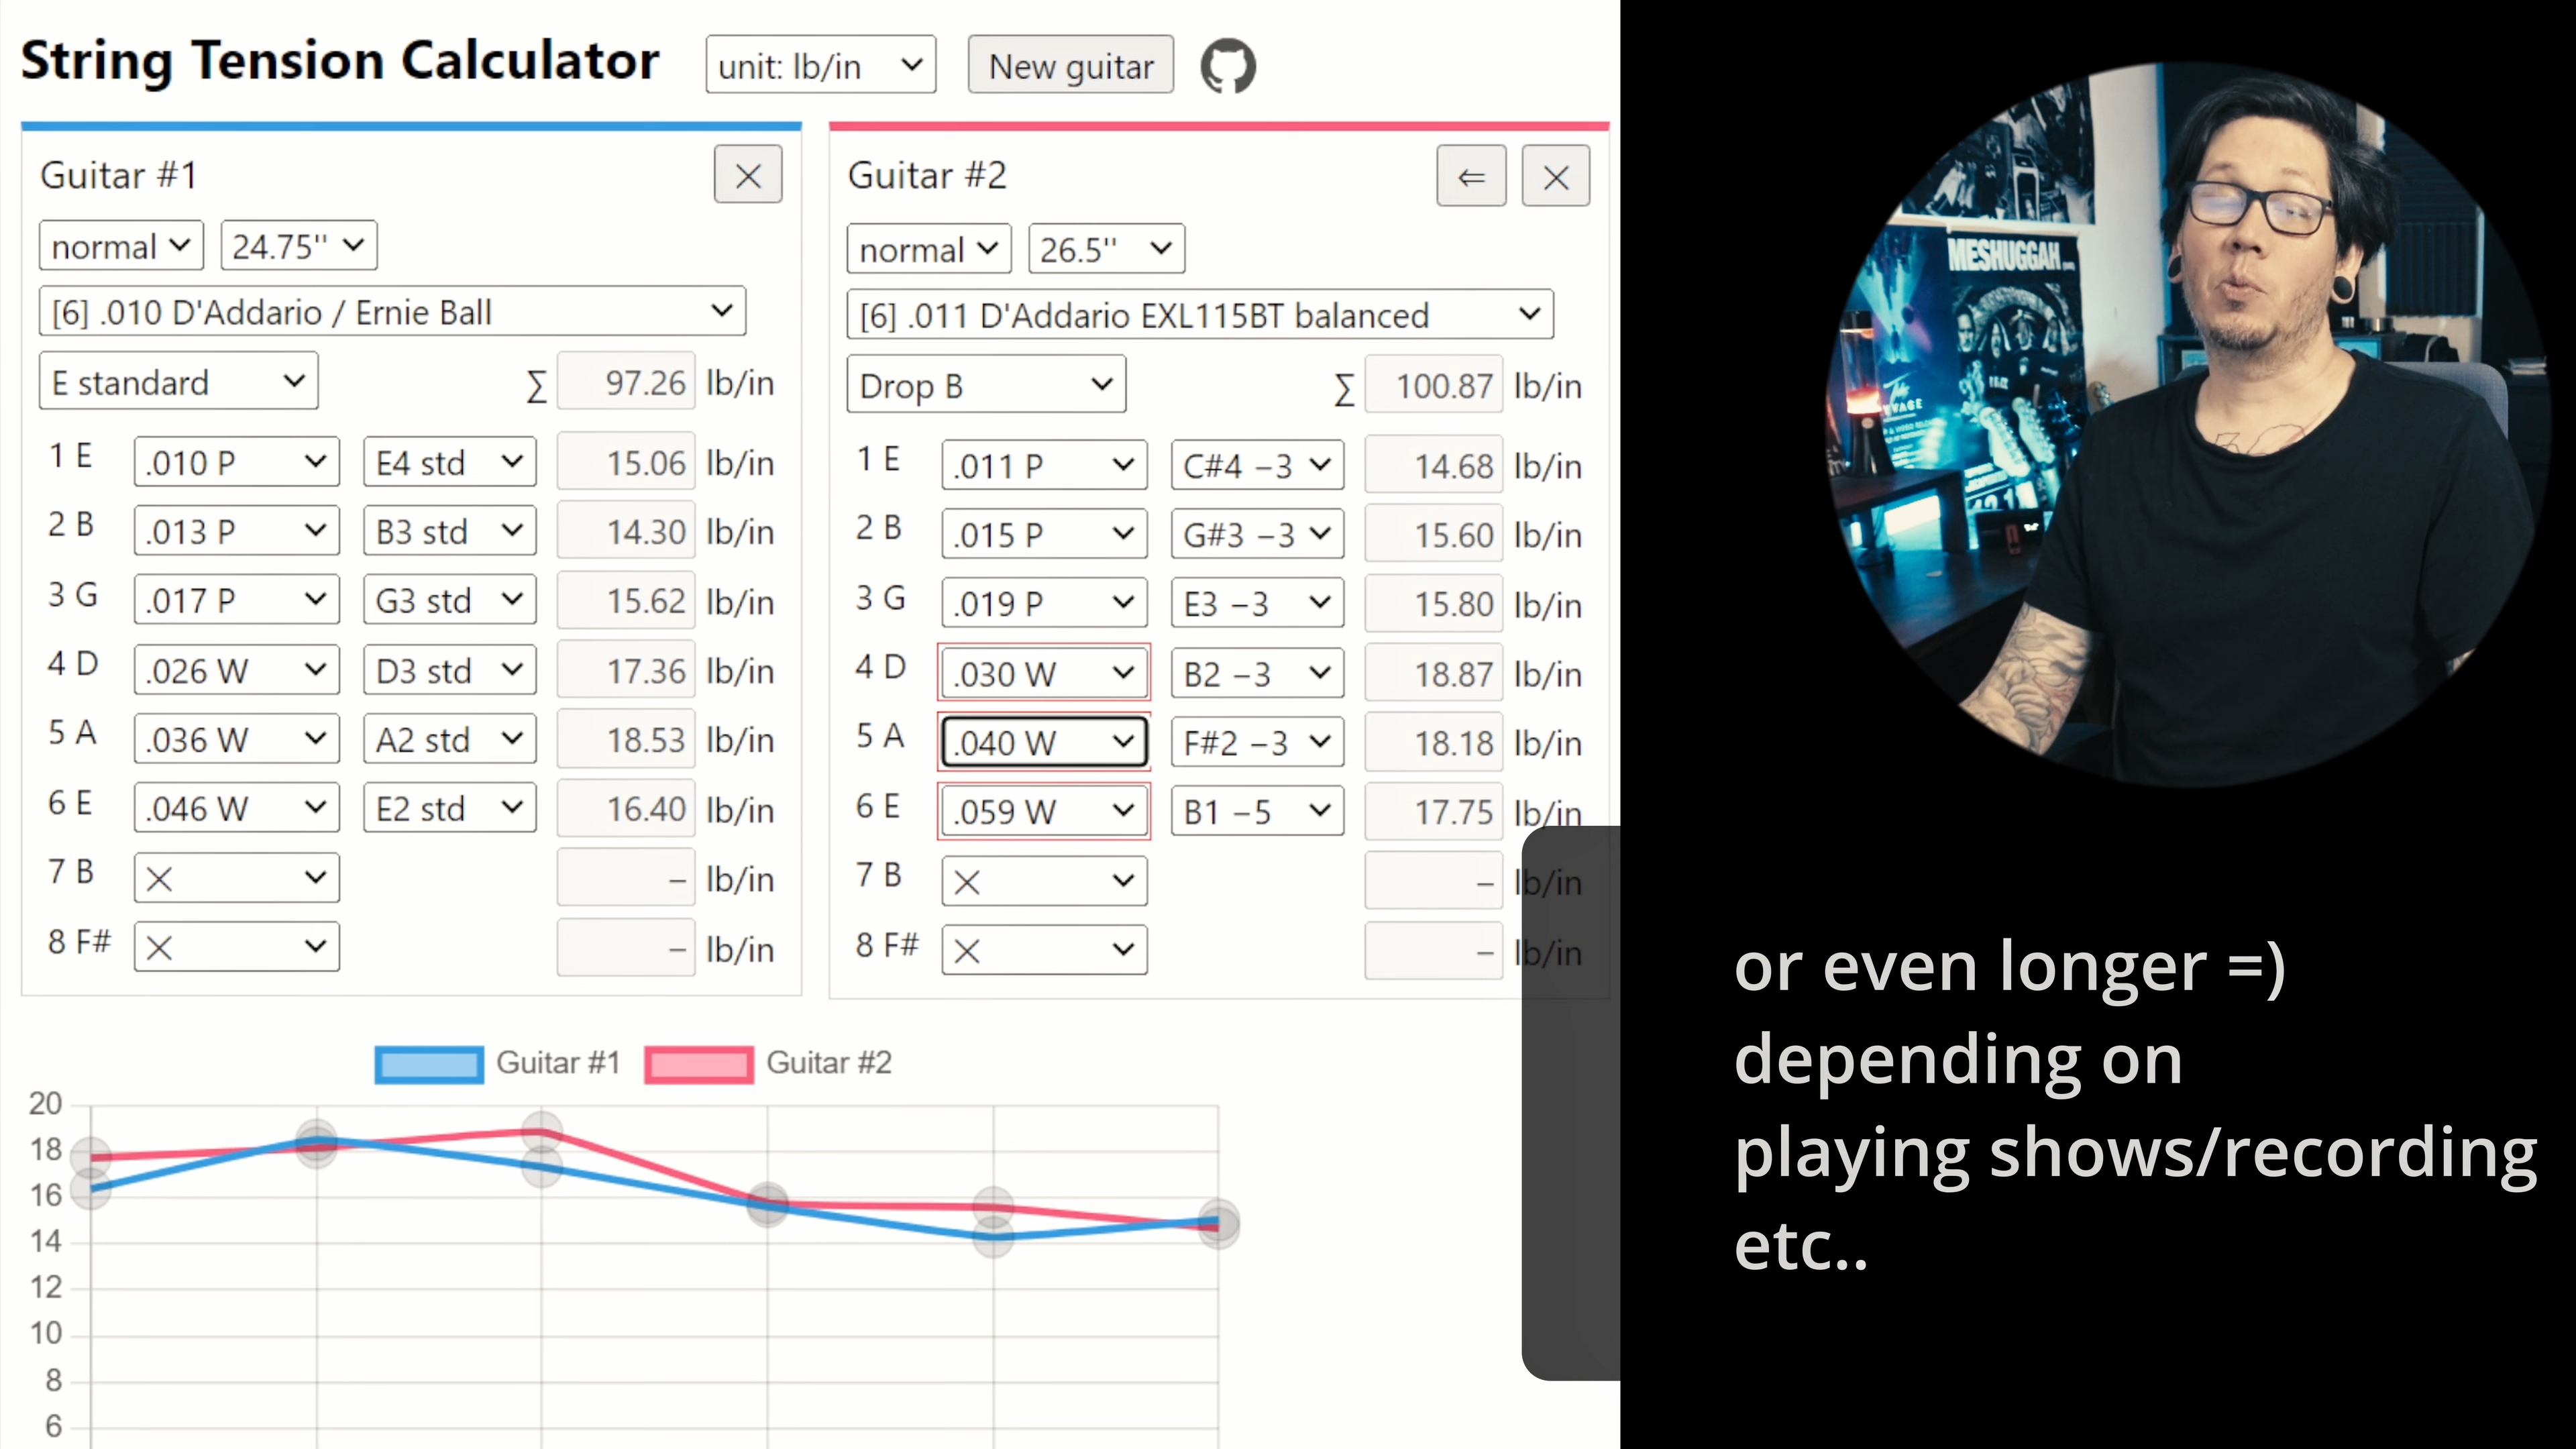 String Tension Calculator
unit: lb/in
New guitar
Guitar #1
normal
24.75''
[6] .010 D'Addario / Ernie Ball
E standard
∑ 97.26 lb/in
1 E .010 P E4 std 15.06 lb/in
2 B .013 P B3 std 14.30 lb/in
3 G .017 P G3 std 15.62 lb/in
4 D .026 W D3 std 17.36 lb/in
5 A .036 W A2 std 18.53 lb/in
6 E .046 W E2 std 16.40 lb/in
7 B × – lb/in
8 F# × – lb/in
Guitar #2
⇐
normal
26.5''
[6] .011 D'Addario EXL115BT balanced
Drop B
∑ 100.87 lb/in
1 E .011 P C#4 −3 14.68 lb/in
2 B .015 P G#3 −3 15.60 lb/in
3 G .019 P E3 −3 15.80 lb/in
4 D .030 W B2 −3 18.87 lb/in
5 A .040 W F#2 −3 18.18 lb/in
6 E .059 W B1 −5 17.75 lb/in
7 B × – lb/in
8 F# × – lb/in
Guitar #1
Guitar #2
20
18
16
14
12
10
8
6
MESHUGGAH
or even longer =)
depending on
playing shows/recording
etc..